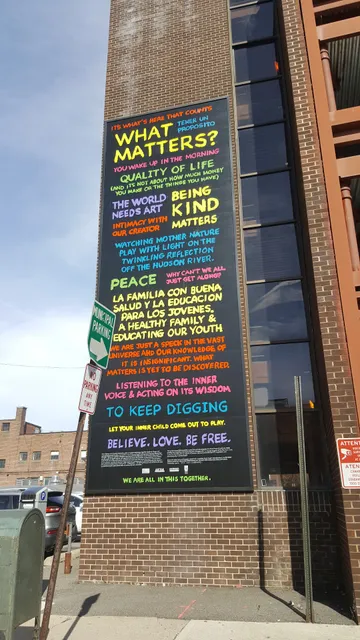 IT'S WHAT'S HERE THAT COUNTS
WHAT MATTERS?
TENER UN PROPÓSITO
YOU WAKE UP IN THE MORNING
QUALITY OF LIFE
(AND IT'S NOT ABOUT HOW MUCH MONEY
YOU MAKE OR THE THINGS YOU HAVE)
THE WORLD
NEEDS ART
INTIMACY WITH
OUR CREATOR
BEING
KIND
MATTERS
WATCHING MOTHER NATURE
PLAY WITH LIGHT ON THE
TWINKLING REFLECTION
OFF THE HUDSON RIVER.
PEACE
WHY CAN'T WE ALL
JUST GET ALONG?
LA FAMILIA CON BUENA
SALUD Y LA EDUCACION
PARA LOS JOVENES.
A HEALTHY FAMILY &
EDUCATING OUR YOUTH
WE ARE JUST A SPECK IN THE VAST
UNIVERSE AND OUR KNOWLEDGE OF
IT IS INSIGNIFICANT. WHAT
MATTERS IS YET TO BE DISCOVERED
LISTENING TO THE INNER
VOICE & ACTING ON ITS WISDOM
TO KEEP DIGGING
LET YOUR INNER CHILD COME OUT TO PLAY.
BELIEVE. LOVE. BE FREE.
WE ARE ALL IN THIS TOGETHER.
MUNICIPAL
PARKING
NO
PARKING
ANY
TIME
ATTENTI